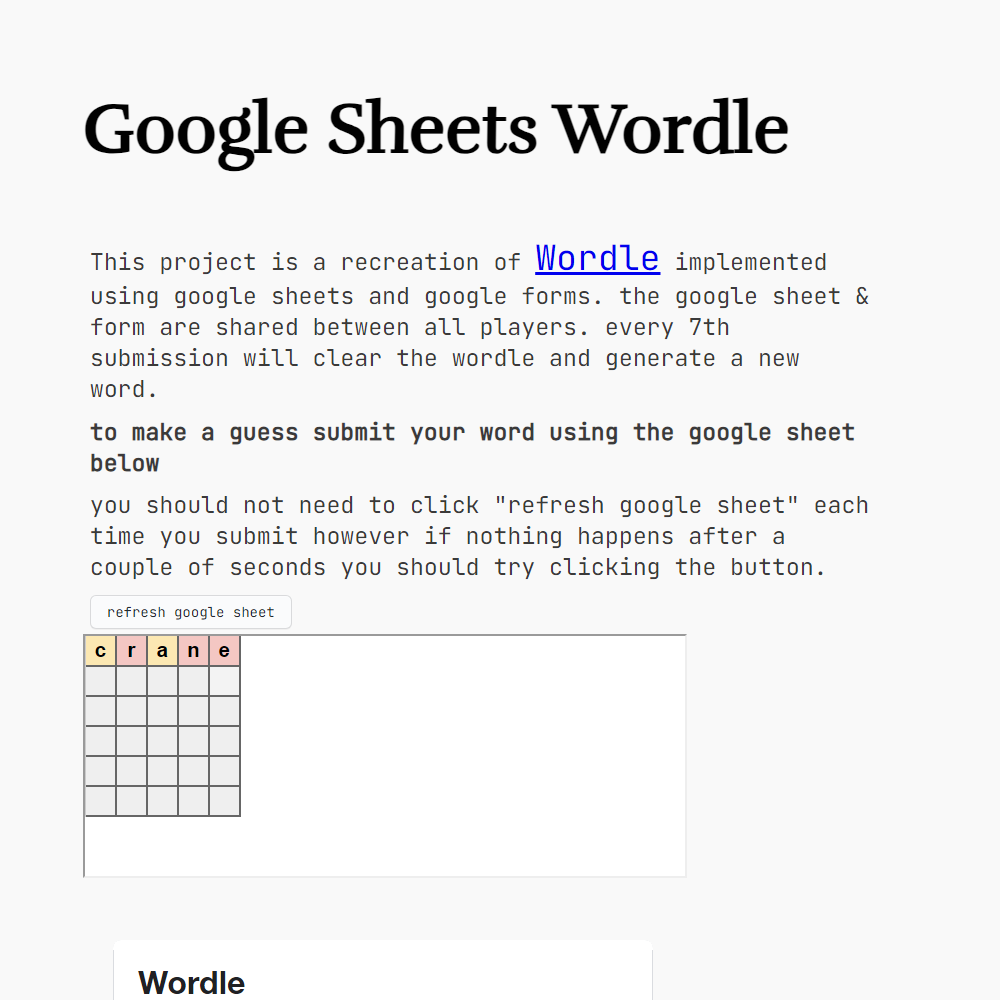 Google Sheets Wordle
This project is a recreation of Wordle implemented
using google sheets and google forms. the google sheet &
form are shared between all players. every 7th
submission will clear the wordle and generate a new
word.
to make a guess submit your word using the google sheet
below
you should not need to click "refresh google sheet" each
time you submit however if nothing happens after a
couple of seconds you should try clicking the button.
refresh google sheet
c r a n e
Wordle